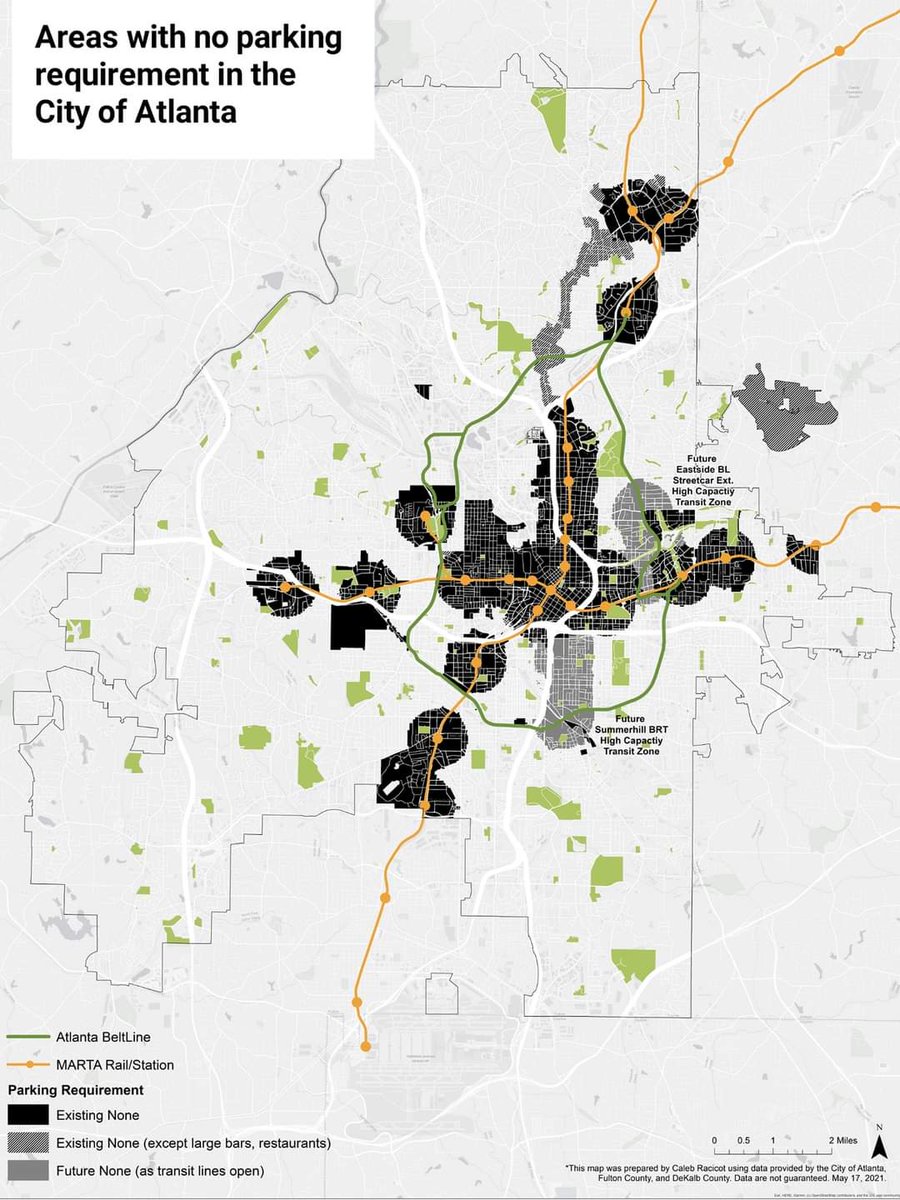 Areas with no parking
requirement in the
City of Atlanta
Future
Eastside BL
Streetcar Ext.
High Capactiy
Transit Zone
Future
Summerhill BRT
High Capactiy
Transit Zone
Atlanta BeltLine
MARTA Rail/Station
Parking Requirement
Existing None
Existing None (except large bars, restaurants)
Future None (as transit lines open)
0 0.5 1 2 Miles
N
*This map was prepared by Caleb Racicot using data provided by the City of Atlanta,
Fulton County, and DeKalb County. Data are not guaranteed. May 17, 2021.